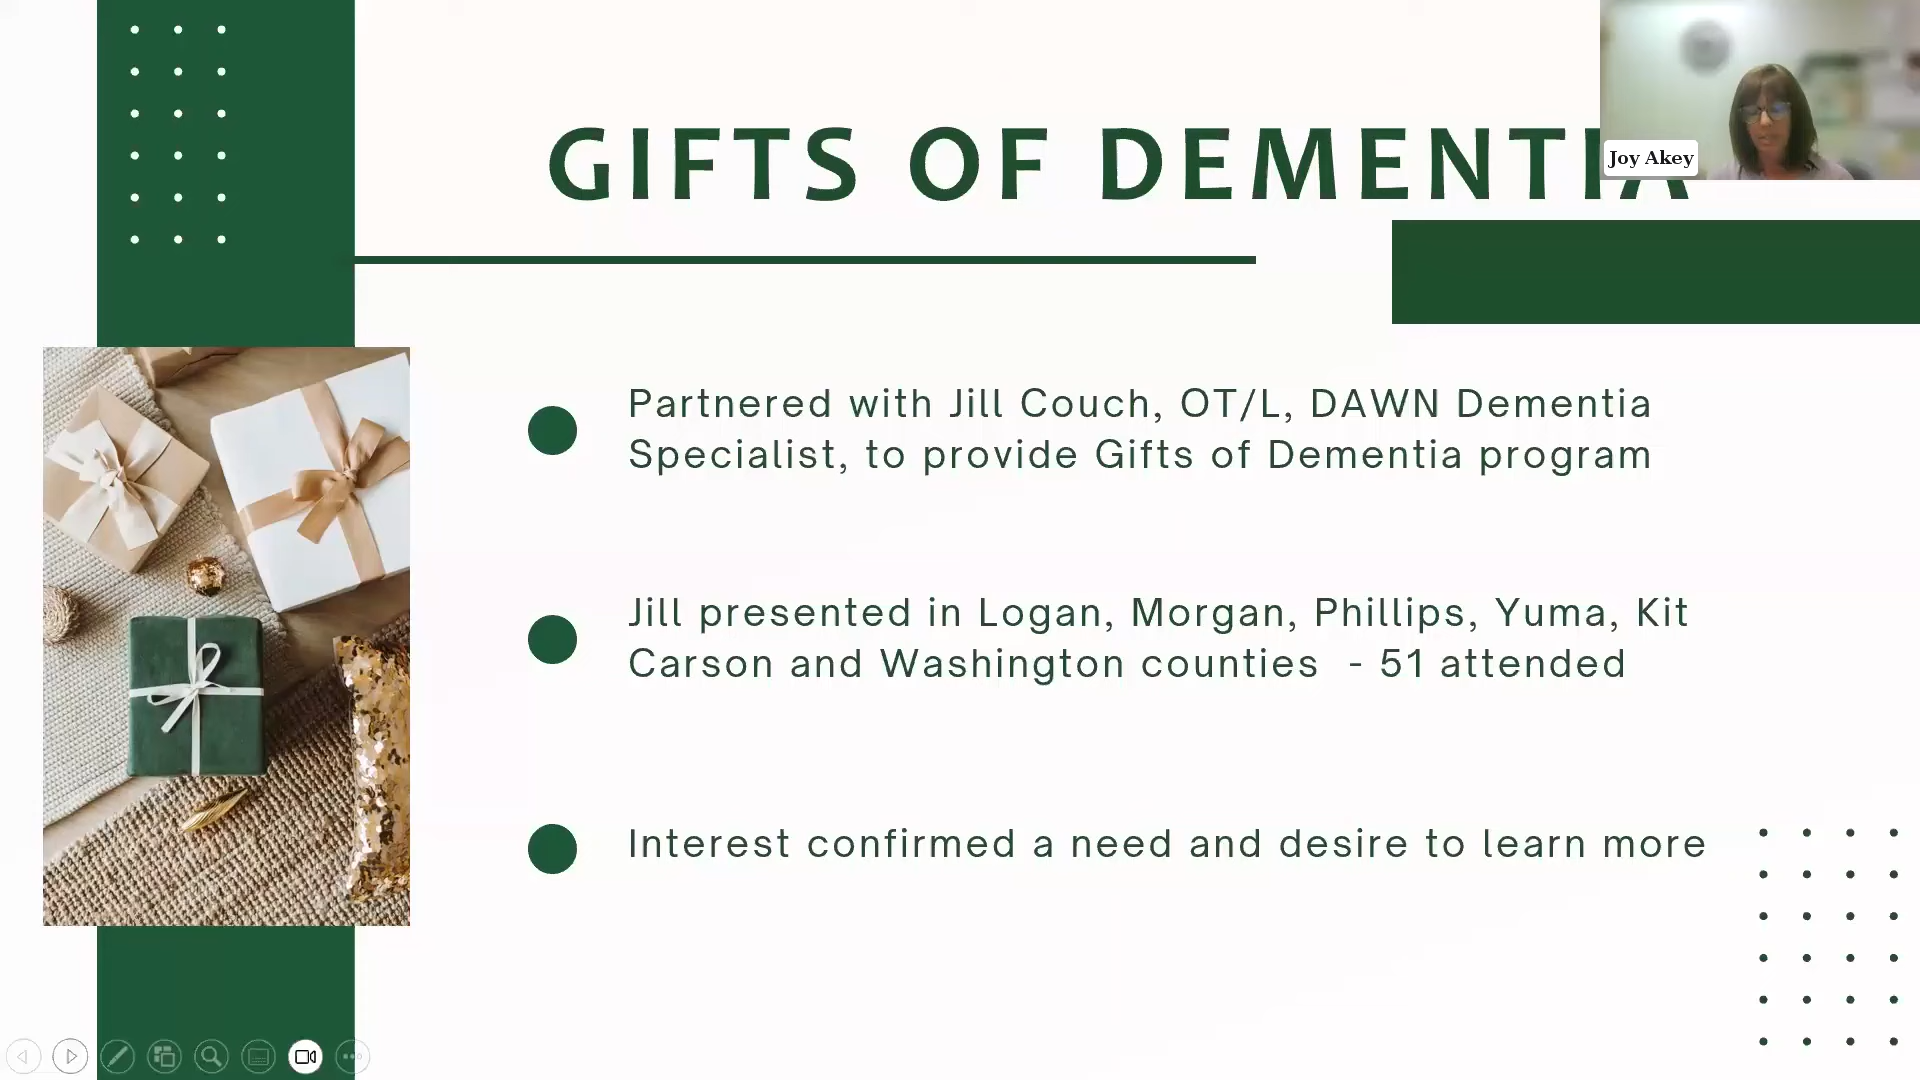 GIFTS OF DEMENTIA
Joy Akey
Partnered with Jill Couch, OT/L, DAWN Dementia
Specialist, to provide Gifts of Dementia program
Jill presented in Logan, Morgan, Phillips, Yuma, Kit
Carson and Washington counties - 51 attended
Interest confirmed a need and desire to learn more